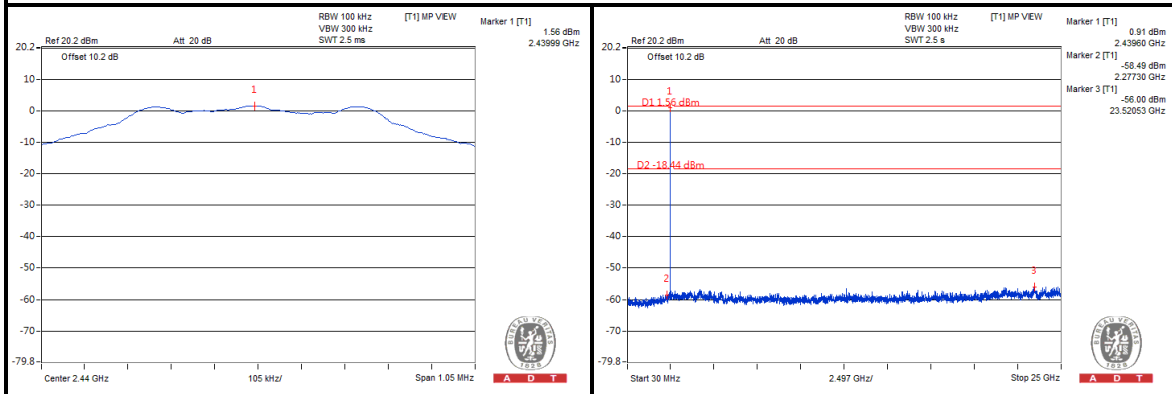 RBW 100 kHz [T1] MP VIEW
VBW 300 kHz
Ref 20.2 dBm Att 20 dB SWT 2.5 ms
Marker 1 [T1]
1.56 dBm
2.43999 GHz
20.2
Offset 10.2 dB
10
0
-10
-20
-30
-40
-50
-60
-70
-79.8
1
Center 2.44 GHz 105 kHz/ Span 1.05 MHz
BUREAU VERITAS
1828
A D T
RBW 100 kHz [T1] MP VIEW
VBW 300 kHz
Ref 20.2 dBm Att 20 dB SWT 2.5 s
Marker 1 [T1]
0.91 dBm
2.43960 GHz
Marker 2 [T1]
-58.49 dBm
2.27730 GHz
Marker 3 [T1]
-56.00 dBm
23.52053 GHz
20.2
Offset 10.2 dB
10
0
-10
-20
-30
-40
-50
-60
-70
-79.8
1
D1 1.56 dBm
D2 -18.44 dBm
2
3
Start 30 MHz 2.497 GHz/ Stop 25 GHz
BUREAU VERITAS
1828
A D T